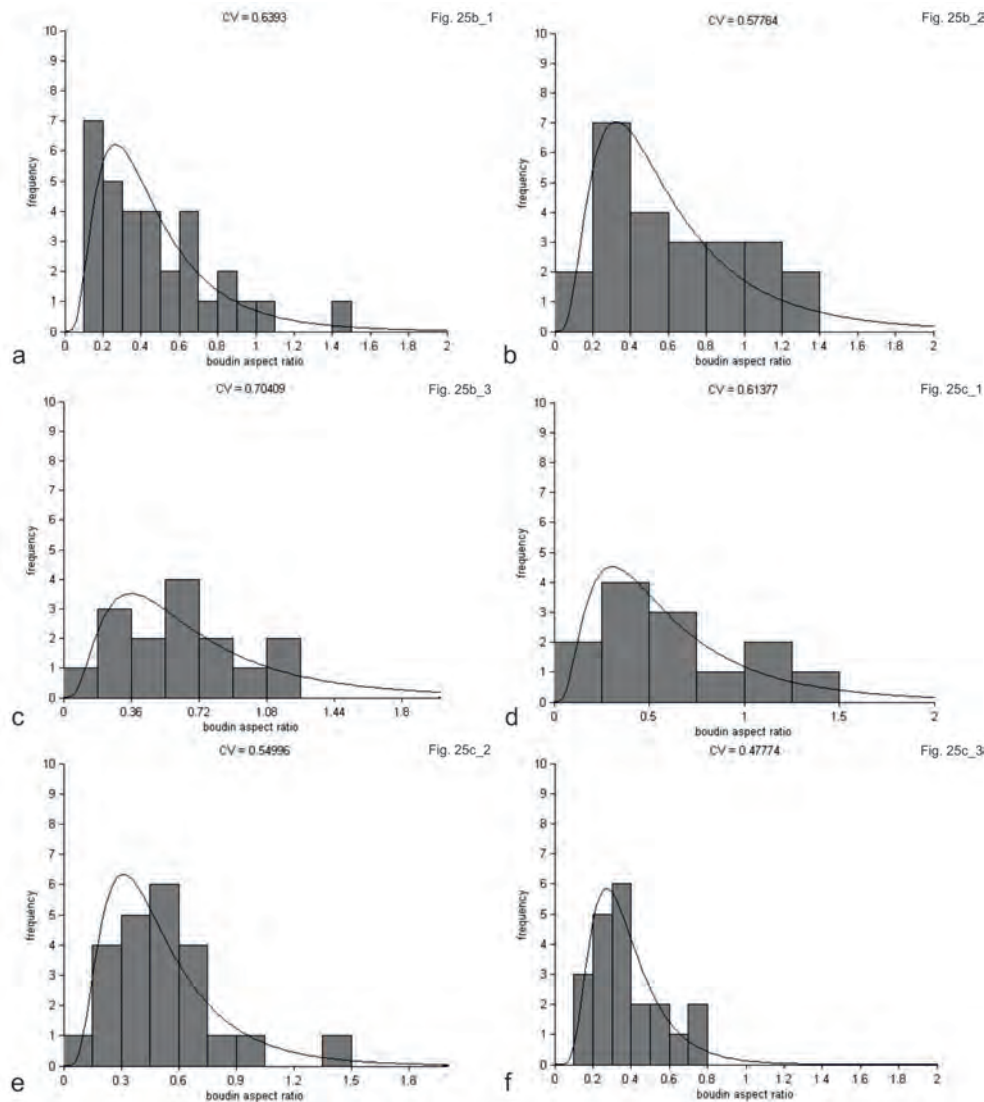 CV = 0.6393
Fig. 25b_1
10
9
8
7
6
5
4
3
2
1
0
frequency
0 0.2 0.4 0.6 0.8 1 1.2 1.4 1.6 1.8 2
boudin aspect ratio
a
CV = 0.57764
Fig. 25b_2
10
9
8
7
6
5
4
3
2
1
0
frequency
0 0.2 0.4 0.6 0.8 1 1.2 1.4 1.6 1.8 2
boudin aspect ratio
b
CV = 0.70409
Fig. 25b_3
10
9
8
7
6
5
4
3
2
1
0
frequency
0 0.36 0.72 1.08 1.44 1.8
boudin aspect ratio
c
CV = 0.61377
Fig. 25c_1
10
9
8
7
6
5
4
3
2
1
0
frequency
0 0.5 1 1.5 2
boudin aspect ratio
d
CV = 0.54996
Fig. 25c_2
10
9
8
7
6
5
4
3
2
1
0
frequency
0 0.3 0.6 0.9 1.2 1.5 1.8
boudin aspect ratio
e
CV = 0.47774
Fig. 25c_3
10
9
8
7
6
5
4
3
2
1
0
frequency
0 0.2 0.4 0.6 0.8 1 1.2 1.4 1.6 1.8 2
boudin aspect ratio
f